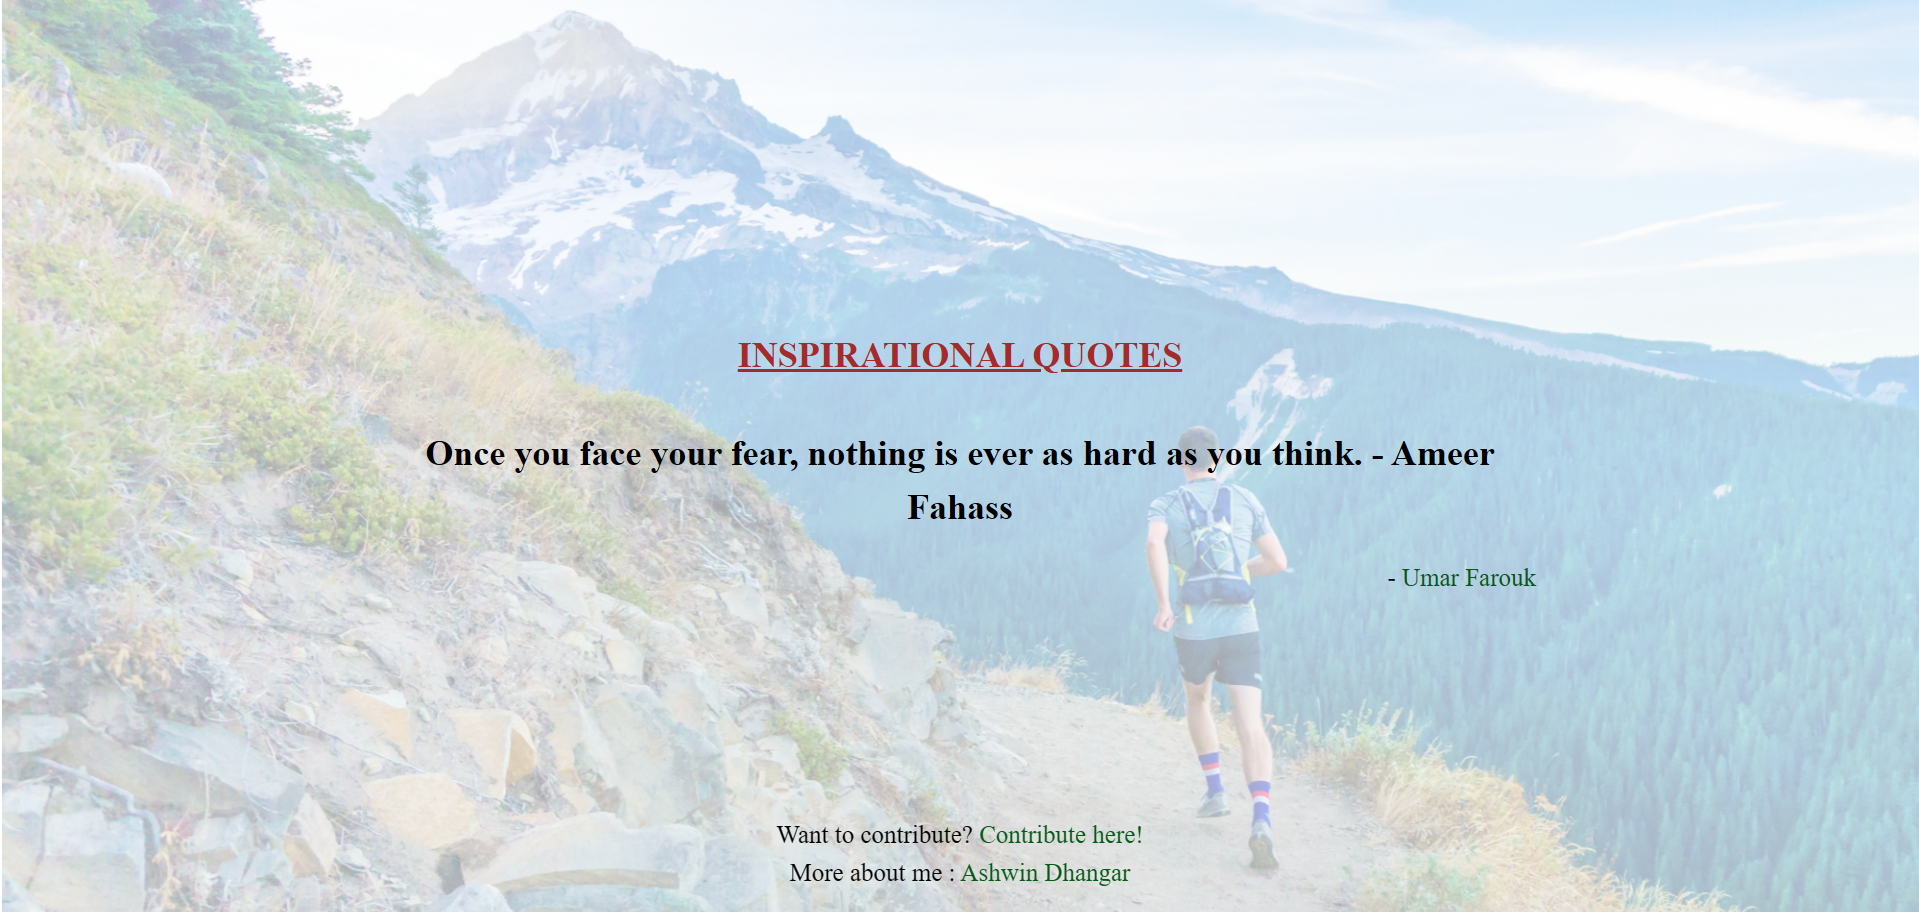 INSPIRATIONAL QUOTES
Once you face your fear, nothing is ever as hard as you think. - Ameer
Fahass
- Umar Farouk
Want to contribute? Contribute here!
More about me : Ashwin Dhangar